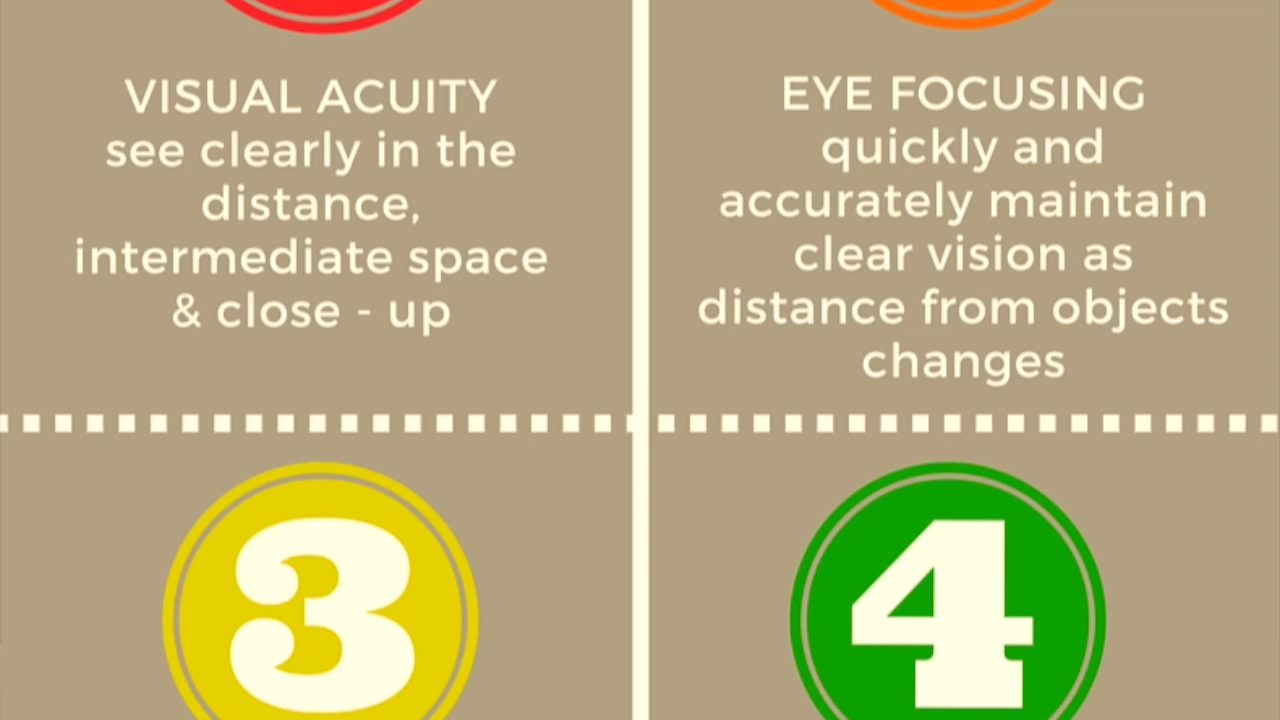 VISUAL ACUITY
see clearly in the
distance,
intermediate space
& close - up
EYE FOCUSING
quickly and
accurately maintain
clear vision as
distance from objects
changes
3
4